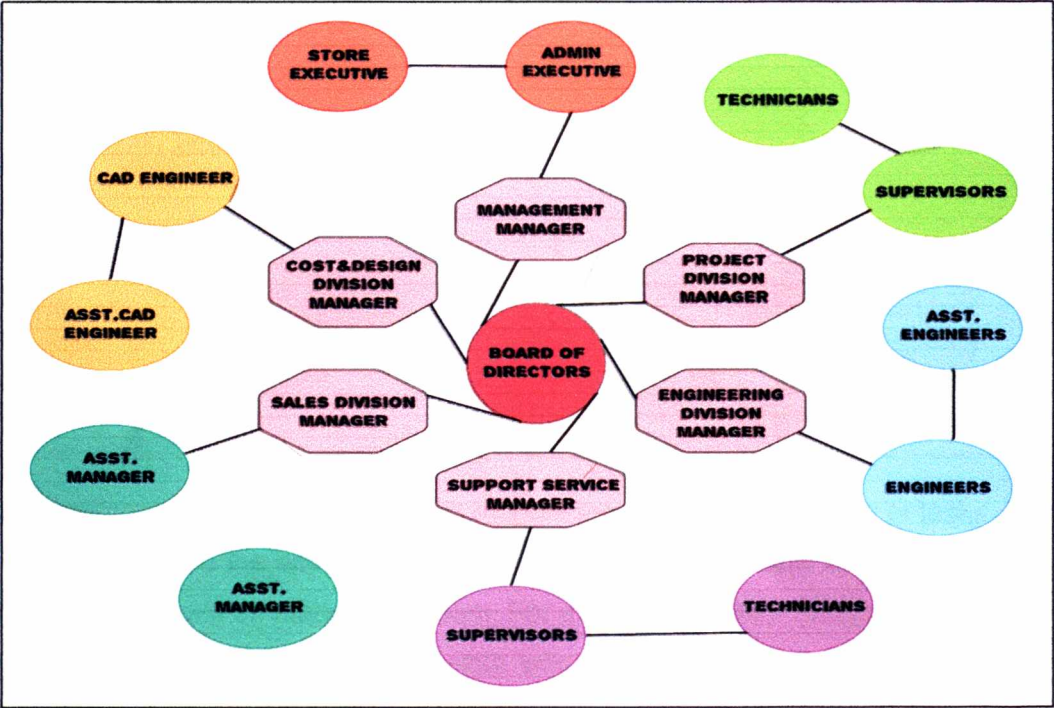 STORE
EXECUTIVE
ADMIN
EXECUTIVE
TECHNICIANS
CAD ENGINEER
SUPERVISORS
MANAGEMENT
MANAGER
COST&DESIGN
DIVISION
MANAGER
PROJECT
DIVISION
MANAGER
ASST.CAD
ENGINEER
ASST.
ENGINEERS
BOARD OF
DIRECTORS
SALES DIVISION
MANAGER
ENGINEERING
DIVISION
MANAGER
ASST.
MANAGER
SUPPORT SERVICE
MANAGER
ENGINEERS
ASST.
MANAGER
SUPERVISORS
TECHNICIANS